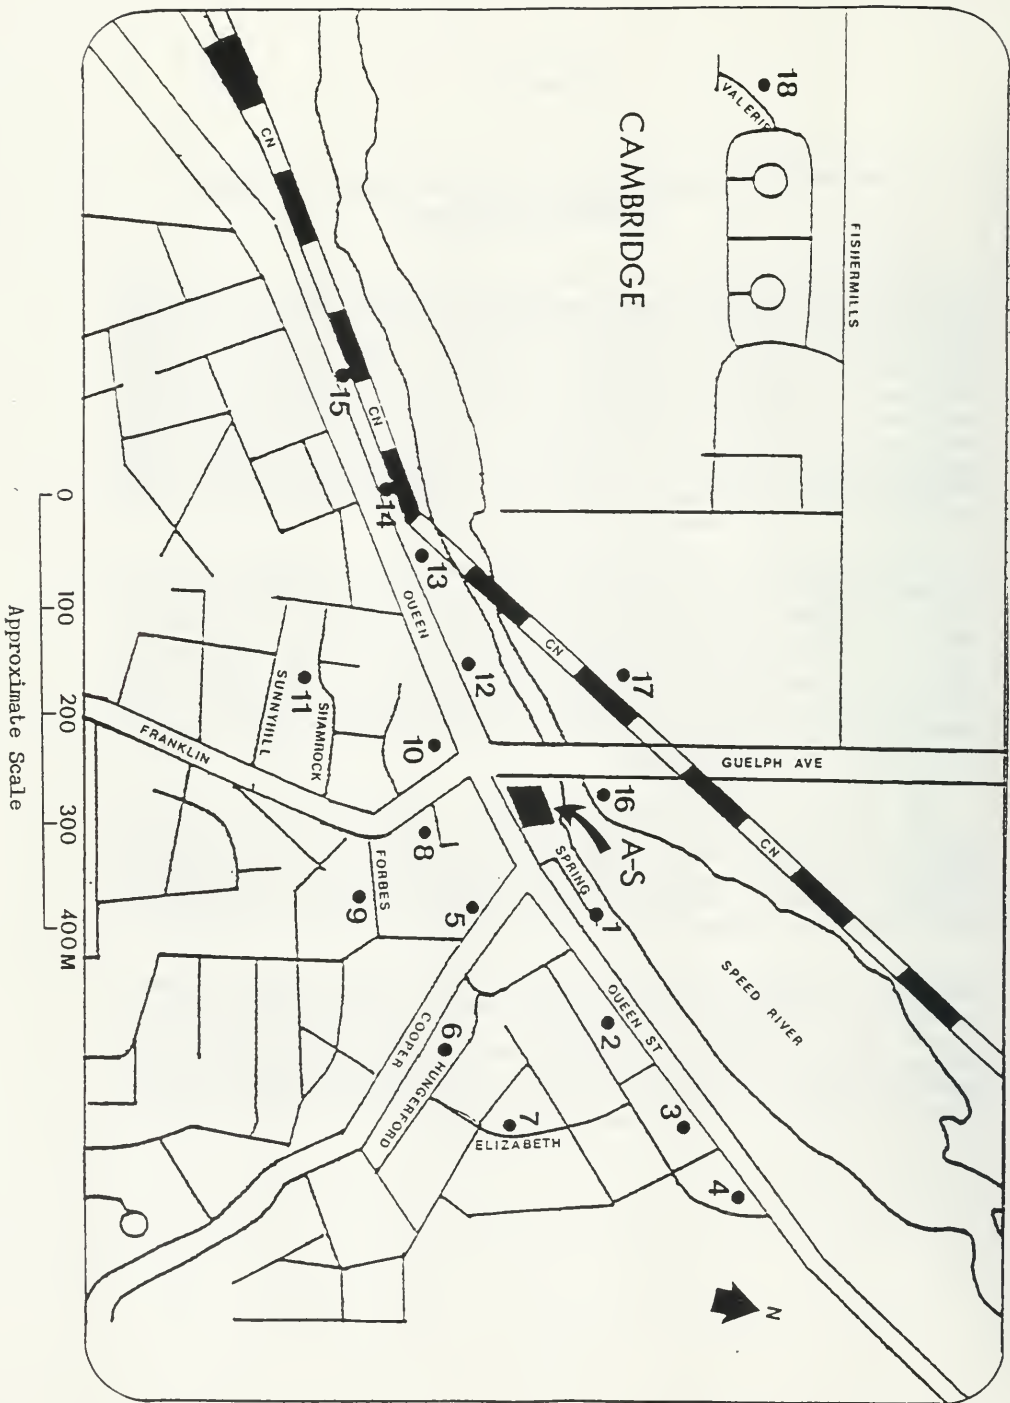 18
VALERIE
FISHERMILLS
CAMBRIDGE
CN
15
CN
14
13
QUEEN
12
CN
17
GUELPH AVE
16
A-S
CN
SPRING
1
SPEED RIVER
11
SHAMROCK
SUNNYHILL
FRANKLIN
10
8
FORBES
9
5
QUEEN ST
2
3
4
COOPER
6
HUNGERFORD
7
ELIZABETH
N
0 100 200 300 400M
Approximate Scale